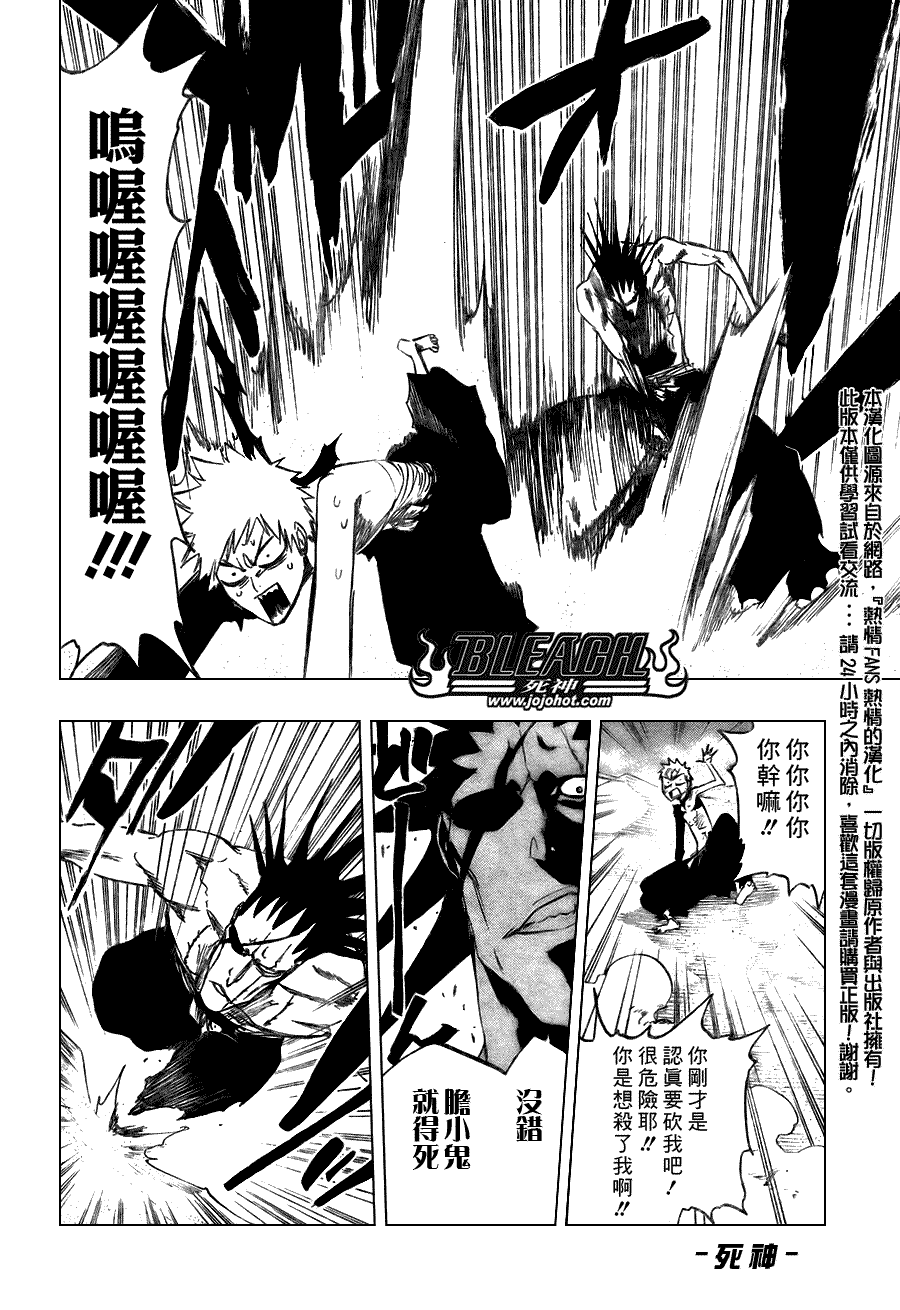 嗚喔喔喔喔喔喔!!!
BLEACH
死神
www.jojohot.com
你你你你
你幹嘛!!
你剛才是
認真要砍我吧!
很危險耶!!
你是想殺了我啊!!
沒錯
膽小鬼
就得死
本漢化圖源來自於網路，『熱情FANS 熱情的漢化』一切版權歸原作者與出版社擁有!
此版本僅供學習試看交流...請24小時之內消除，喜歡這套漫畫請購買正版!謝謝。
-死神-